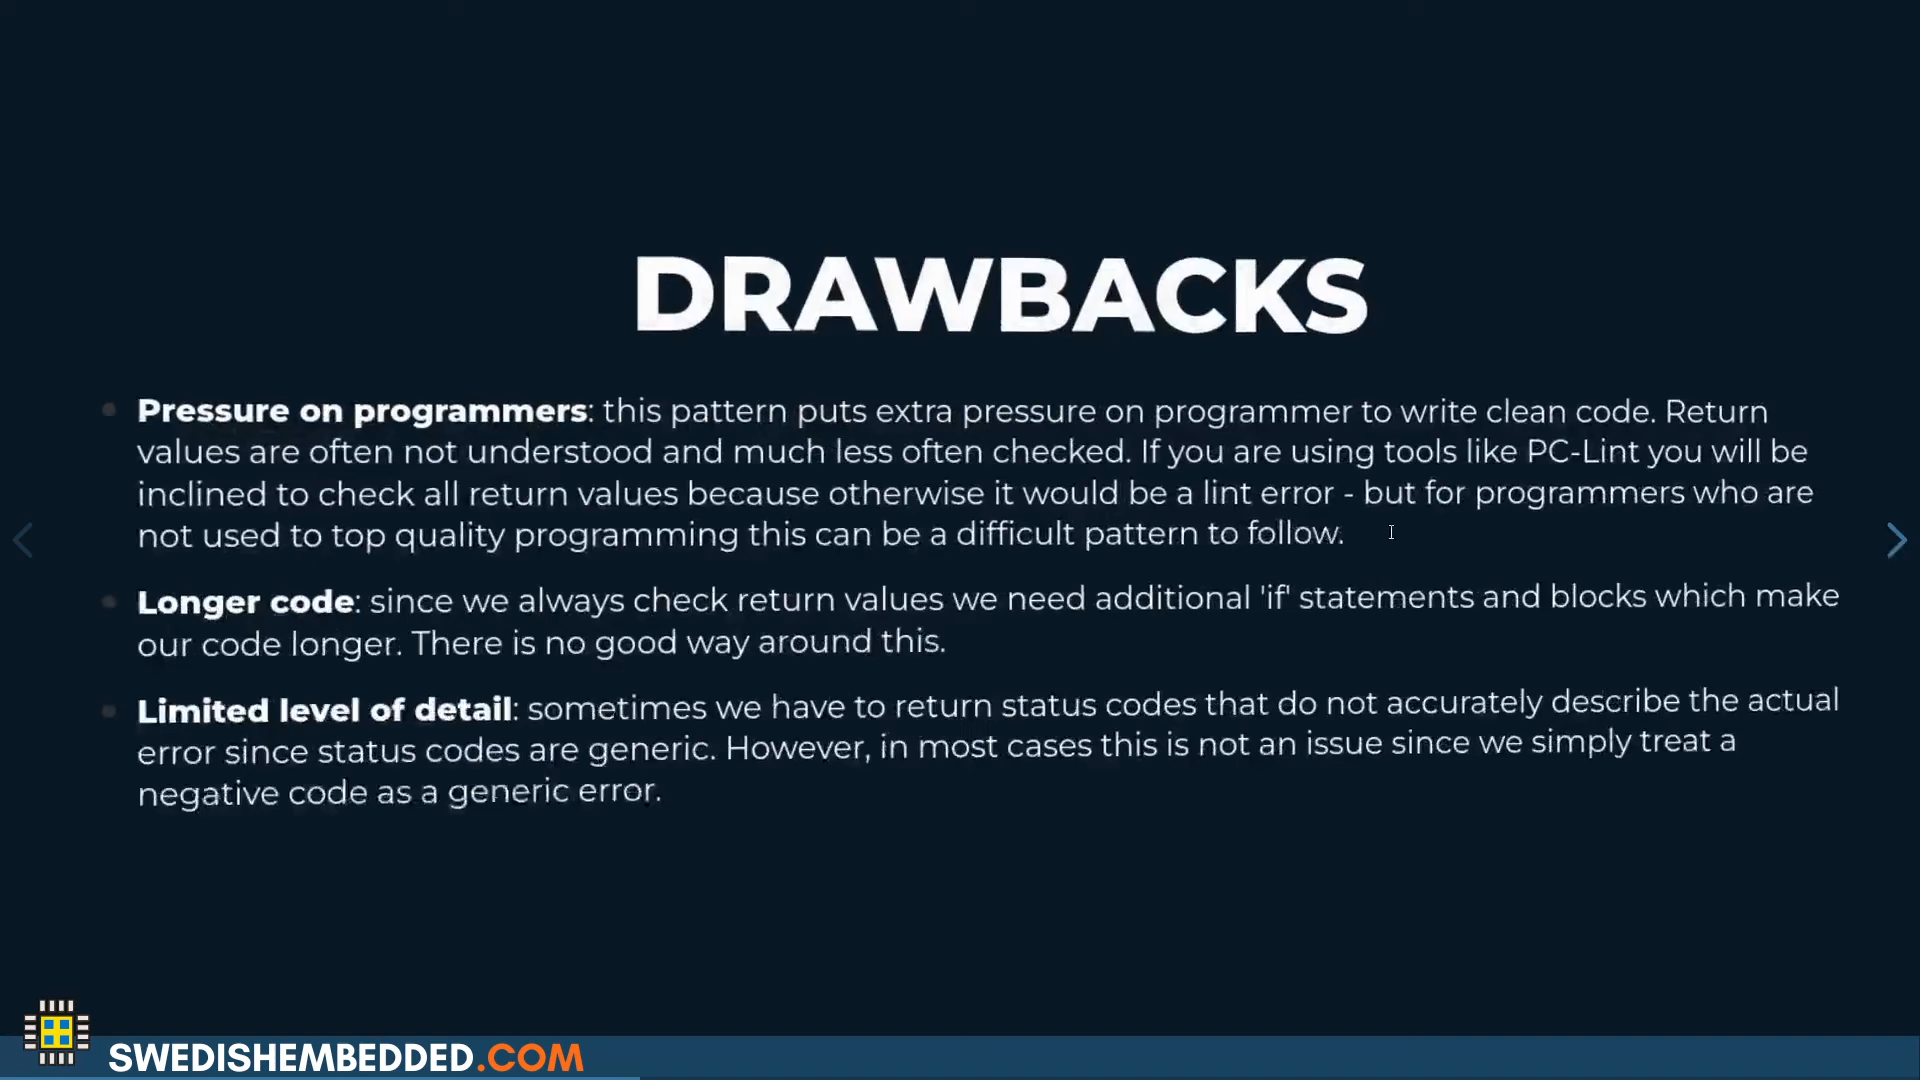 DRAWBACKS
Pressure on programmers: this pattern puts extra pressure on programmer to write clean code. Return
values are often not understood and much less often checked. If you are using tools like PC-Lint you will be
inclined to check all return values because otherwise it would be a lint error - but for programmers who are
not used to top quality programming this can be a difficult pattern to follow.
Longer code: since we always check return values we need additional 'if' statements and blocks which make
our code longer. There is no good way around this.
Limited level of detail: sometimes we have to return status codes that do not accurately describe the actual
error since status codes are generic. However, in most cases this is not an issue since we simply treat a
negative code as a generic error.
SWEDISHEMBEDDED.COM